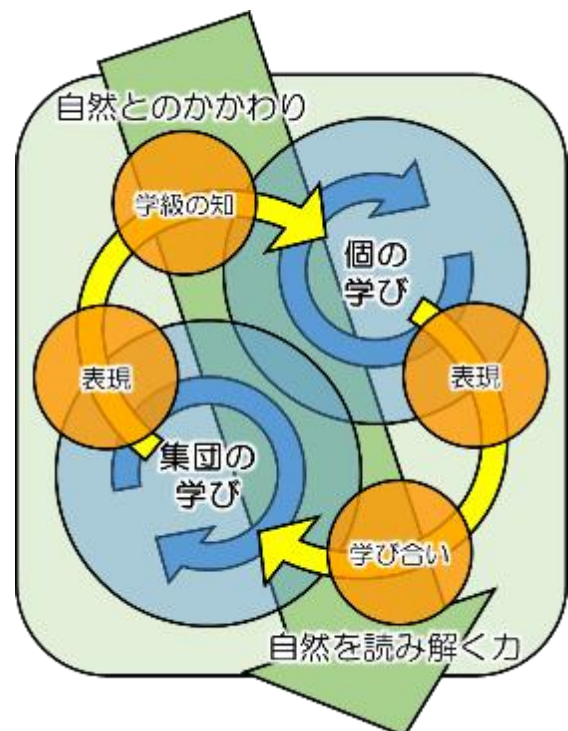 自然とのかかわり
学級の知
個の
学び
表現
表現
集団の
学び
学び合い
自然を読み解く力